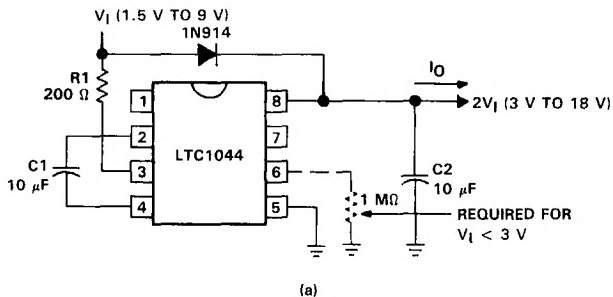 V_I (1.5 V TO 9 V)
1N914
I_O
R1
200 Ω
1
8
2V_I (3 V TO 18 V)
2
7
LTC1044
C1
10 μF
3
6
C2
10 μF
1 MΩ
4
5
REQUIRED FOR
V_I < 3 V
(a)